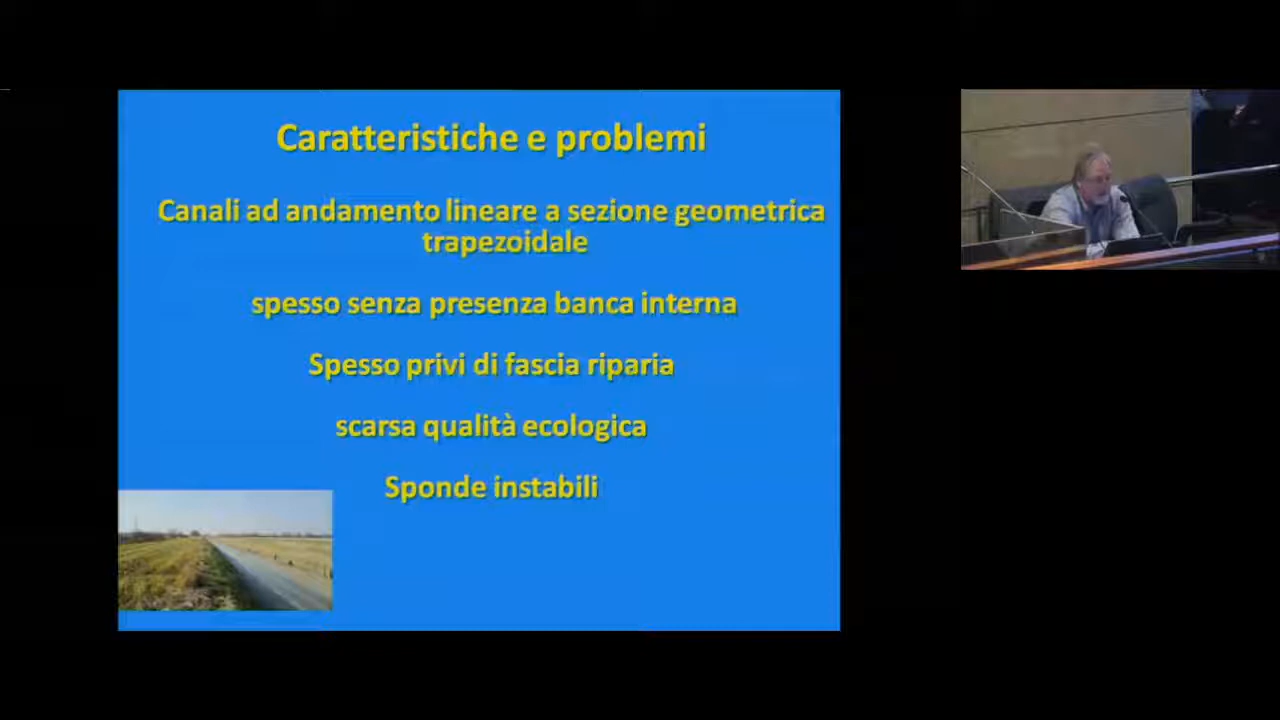 Caratteristiche e problemi
Canali ad andamento lineare a sezione geometrica
trapezoidale
spesso senza presenza banca interna
Spesso privi di fascia riparia
scarsa qualità ecologica
Sponde instabili